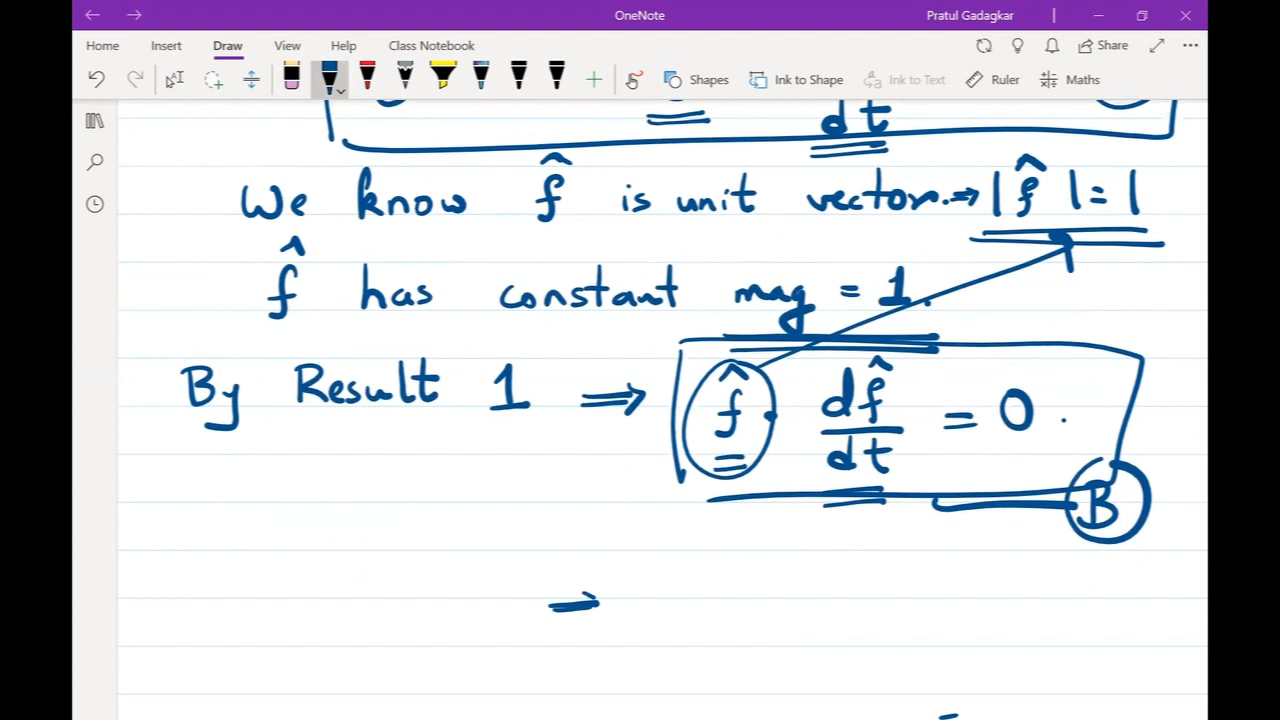 OneNote
Pratul Gadagkar
Home Insert Draw View Help Class Notebook
Share
Shapes Ink to Shape Ink to Text Ruler Maths
dt
We know f̂ is unit vector. → |f̂| = 1
f̂ has constant mag = 1.
By Result 1 ⇒ f̂ · df̂/dt = 0.
B